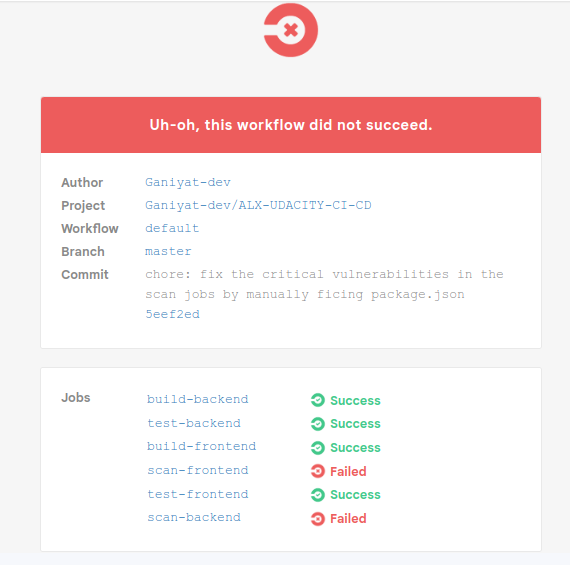 Uh-oh, this workflow did not succeed.
Author Ganiyat-dev
Project Ganiyat-dev/ALX-UDACITY-CI-CD
Workflow default
Branch master
Commit chore: fix the critical vulnerabilities in the
scan jobs by manually ficing package.json
5eef2ed
Jobs build-backend Success
test-backend Success
build-frontend Success
scan-frontend Failed
test-frontend Success
scan-backend Failed